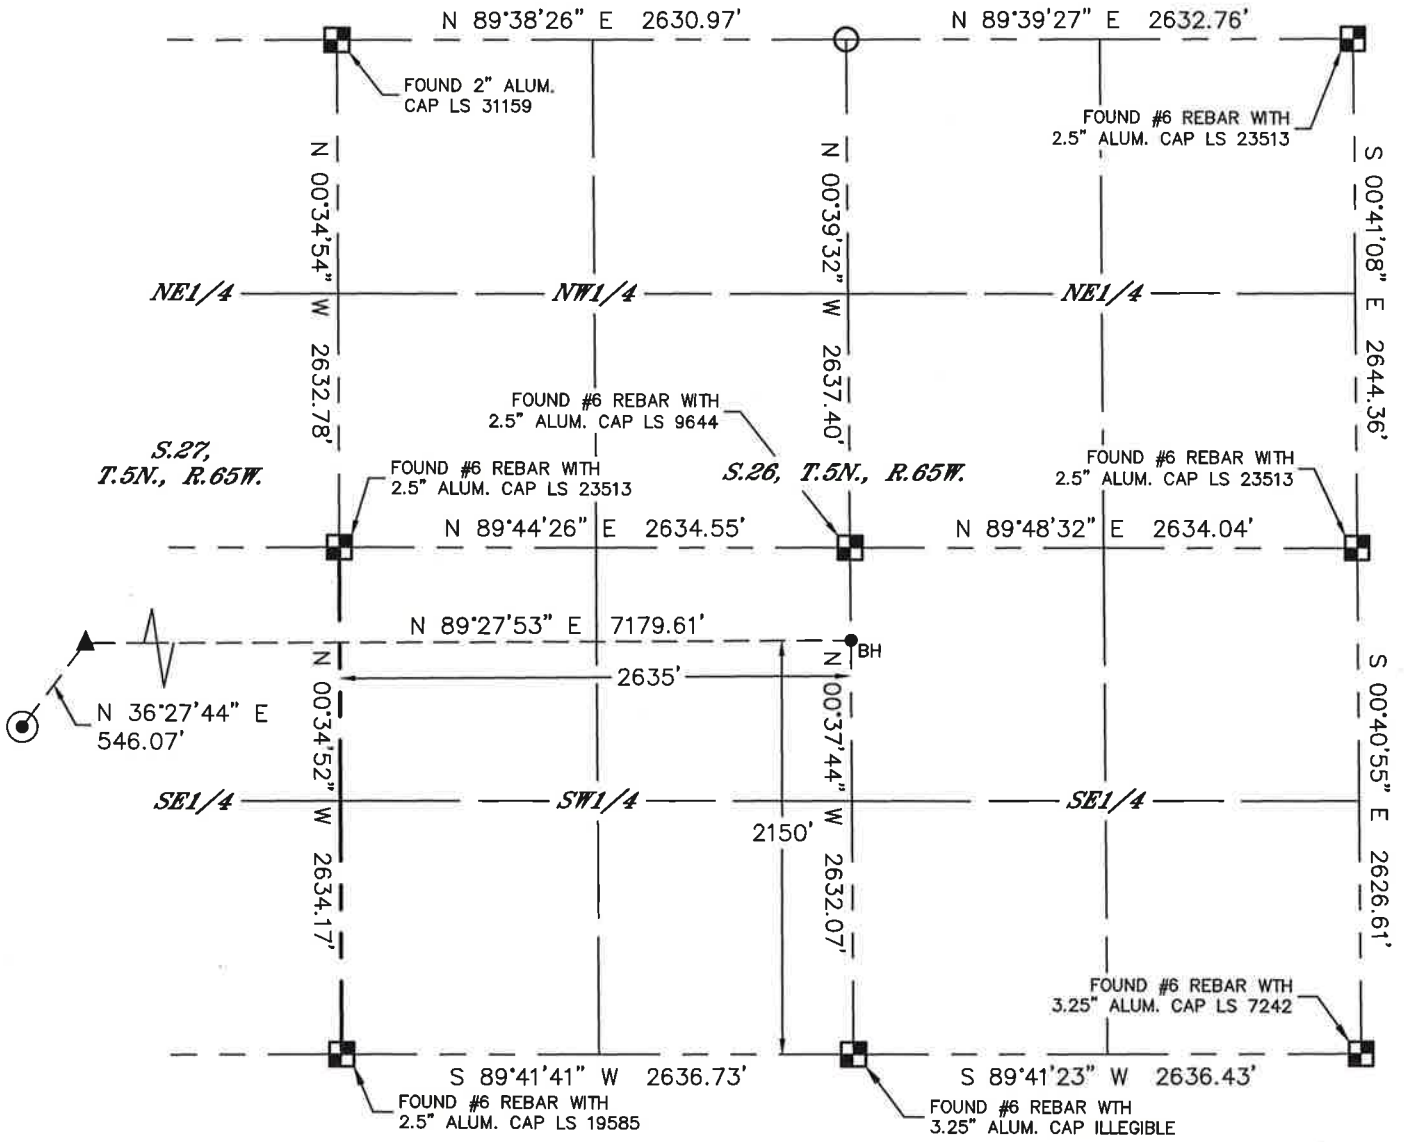 N 89°38'26" E 2630.97'
N 89°39'27" E 2632.76'
FOUND 2" ALUM.
CAP LS 31159
FOUND #6 REBAR WITH
2.5" ALUM. CAP LS 23513
N 00°34'54" W 2632.78'
N 00°39'32" W 2637.40'
S 00°41'08" E 2644.36'
NE1/4
NW1/4
NE1/4
FOUND #6 REBAR WITH
2.5" ALUM. CAP LS 9644
S.27,
T.5N., R.65W.
FOUND #6 REBAR WITH
2.5" ALUM. CAP LS 23513
S.26, T.5N., R.65W.
FOUND #6 REBAR WITH
2.5" ALUM. CAP LS 23513
N 89°44'26" E 2634.55'
N 89°48'32" E 2634.04'
N 89°27'53" E 7179.61'
BH
2635'
N 36°27'44" E
546.07'
N 00°34'52" W 2634.17'
N 00°37'44" W 2632.07'
S 00°40'55" E 2626.61'
SE1/4
SW1/4
SE1/4
2150'
FOUND #6 REBAR WTH
3.25" ALUM. CAP LS 7242
S 89°41'41" W 2636.73'
S 89°41'23" W 2636.43'
FOUND #6 REBAR WITH
2.5" ALUM. CAP LS 19585
FOUND #6 REBAR WTH
3.25" ALUM. CAP ILLEGIBLE